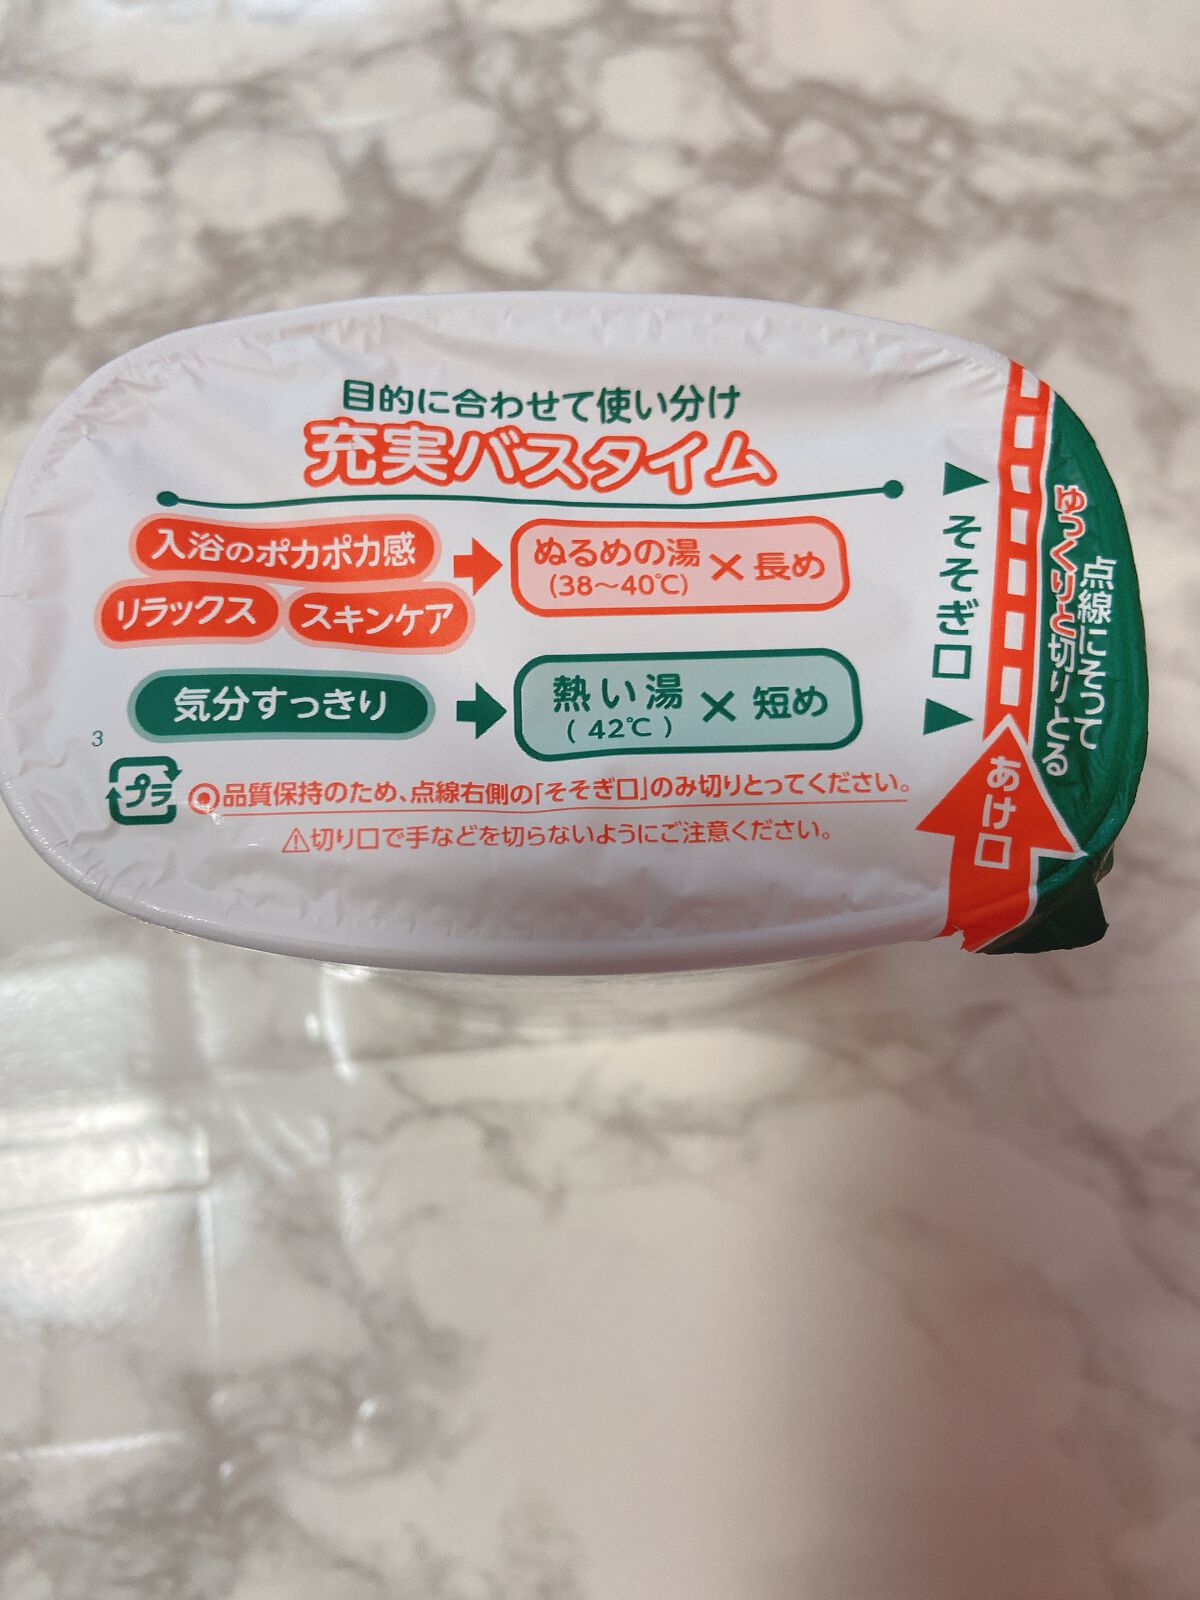 目的に合わせて使い分け
充実バスタイム
入浴のポカポカ感
リラックス
スキンケア
ぬるめの湯
(38～40℃)
×
長め
気分すっきり
熱い湯
(42℃)
×
短め
3
プラ
品質保持のため、点線右側の「そそぎ口」のみ切りとってください。
⚠切り口で手などを切らないようにご注意ください。
そそぎ口
点線にそって
ゆっくりと切りとる
あけ口